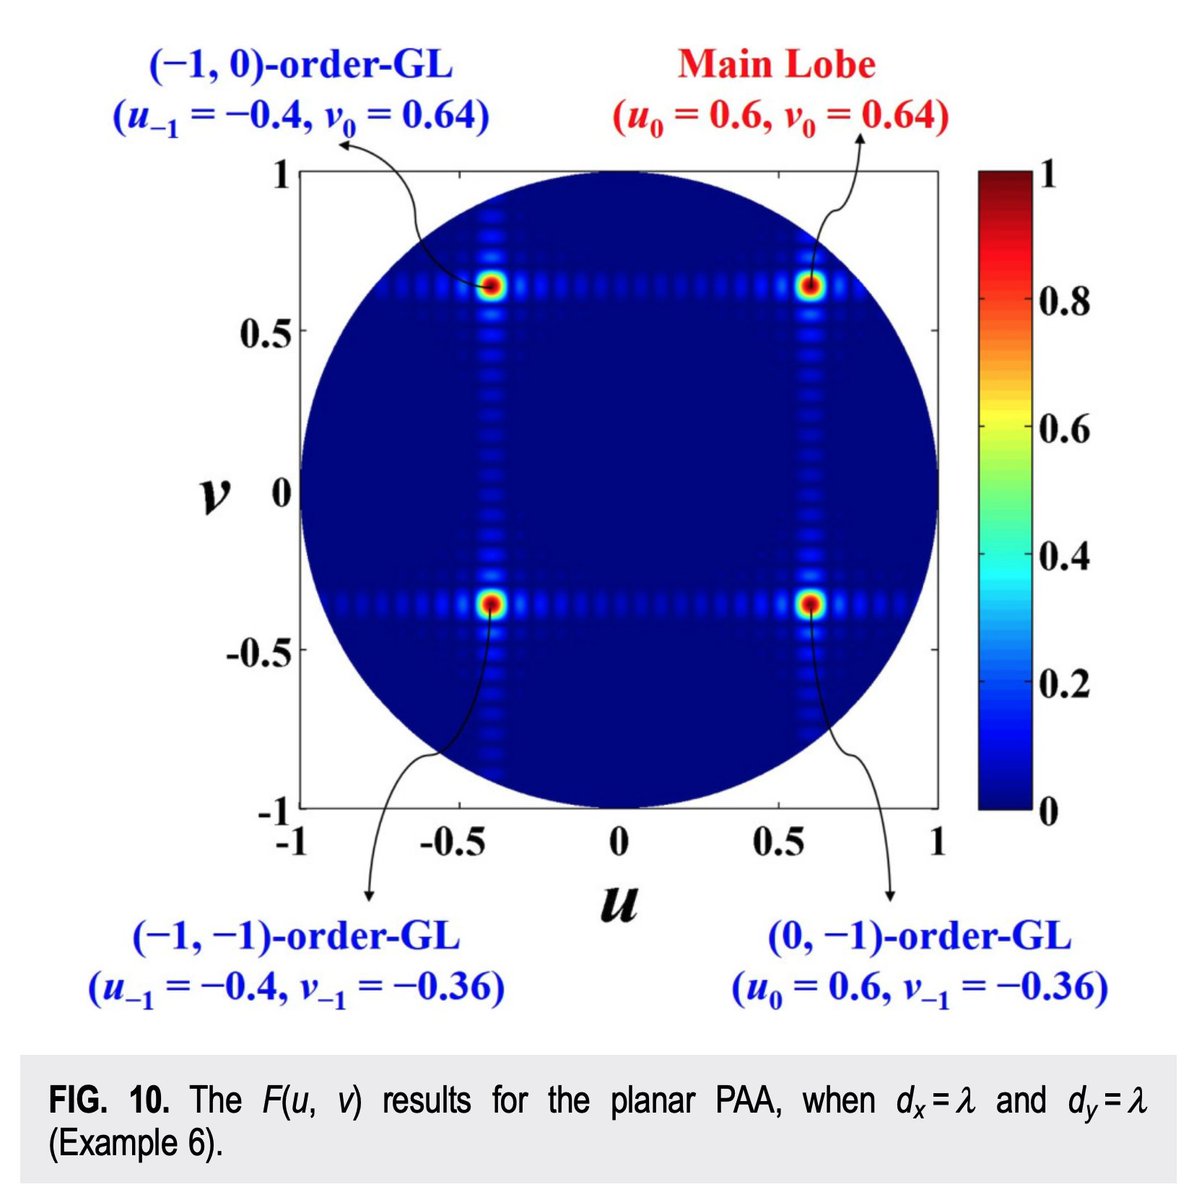 (−1, 0)-order-GL
(u₋₁ = −0.4, v₀ = 0.64)
Main Lobe
(u₀ = 0.6, v₀ = 0.64)
1
0.5
0
-0.5
-1
v
-1
-0.5
0
0.5
1
u
1
0.8
0.6
0.4
0.2
0
(−1, −1)-order-GL
(u₋₁ = −0.4, v₋₁ = −0.36)
(0, −1)-order-GL
(u₀ = 0.6, v₋₁ = −0.36)
FIG. 10. The F(u, v) results for the planar PAA, when dₓ = λ and d_y = λ
(Example 6).